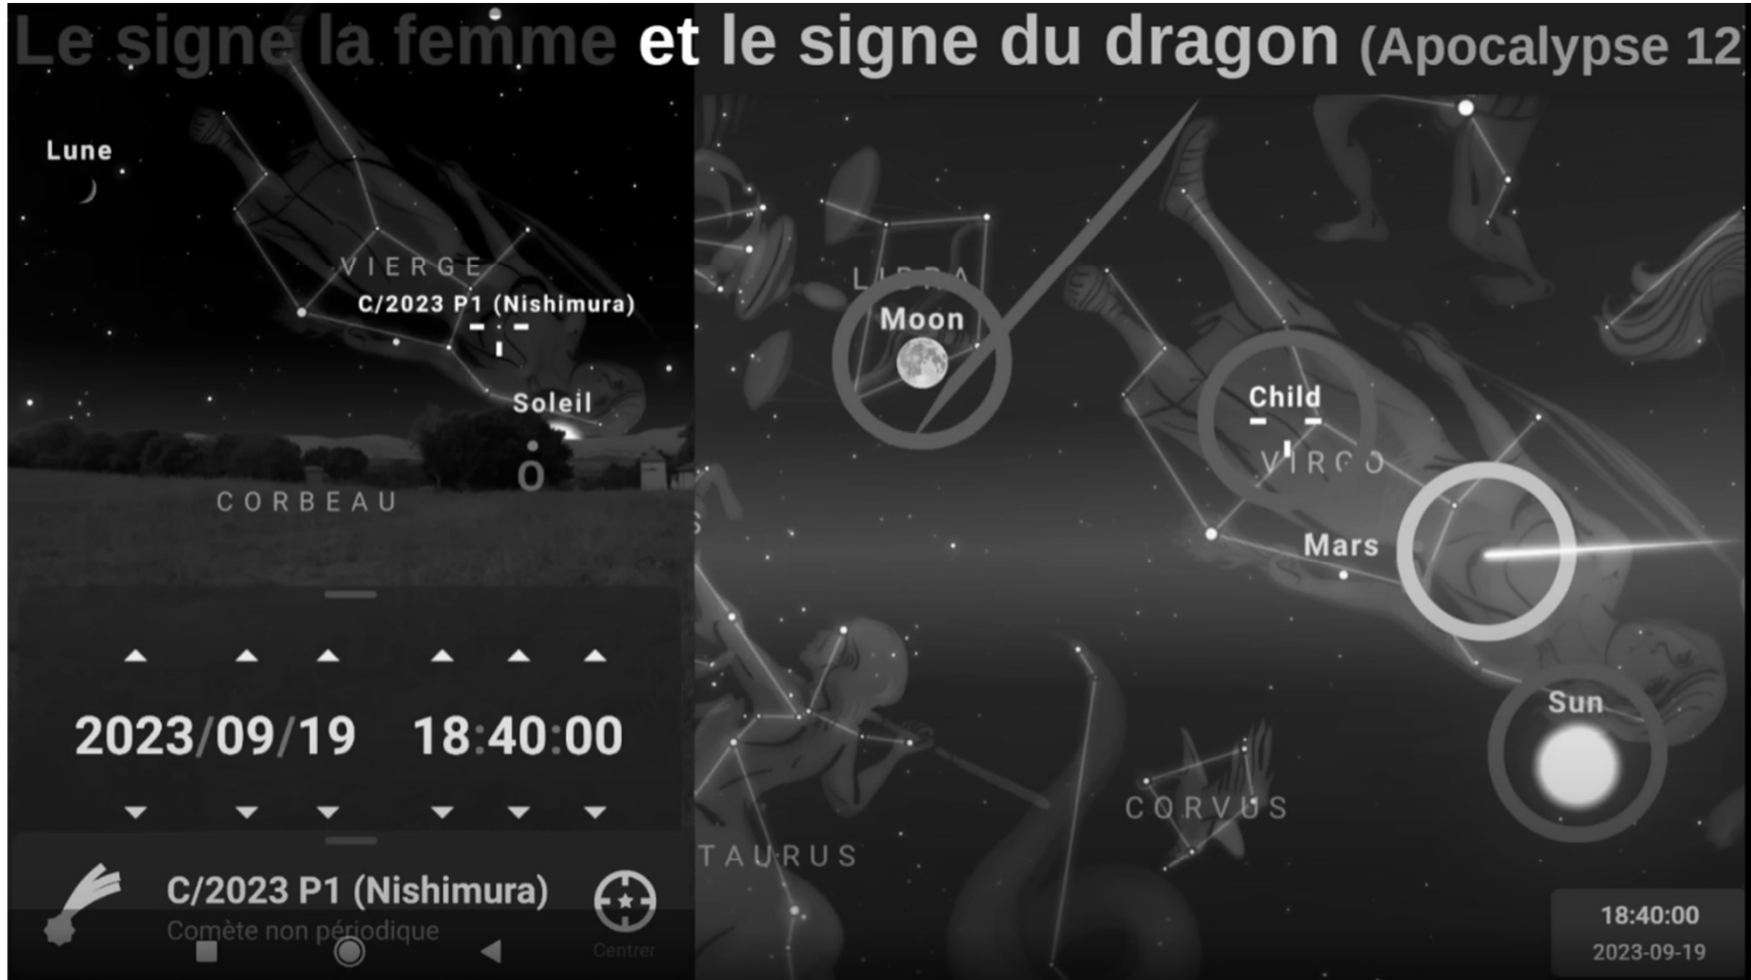 Le signe la femme et le signe du dragon (Apocalypse 12)
Lune
VIERGE
C/2023 P1 (Nishimura)
Soleil
O
CORBEAU
2023/09/19 18:40:00
C/2023 P1 (Nishimura)
Comète non périodique
Centrer
LIBRA
Moon
Child
VIRGO
Mars
Sun
S
CORVUS
TAURUS
18:40:00
2023-09-19